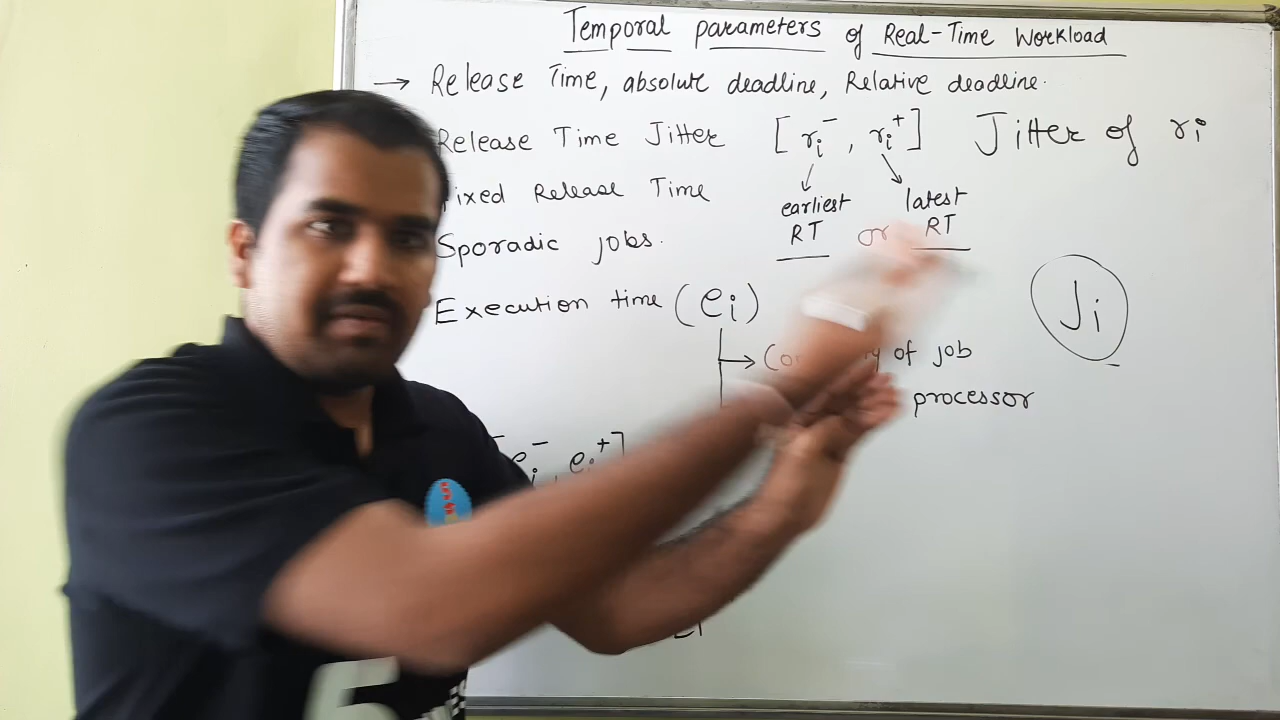 Temporal parameters of Real-Time Workload
→ Release Time, absolute deadline, Relative deadline.
Release Time Jitter [ri⁻, ri⁺] Jitter of ri
Fixed Release Time earliest RT latest RT
Sporadic jobs. or
Execution time (ei) Ji
→ of job
processor
ei⁻, ei⁺]